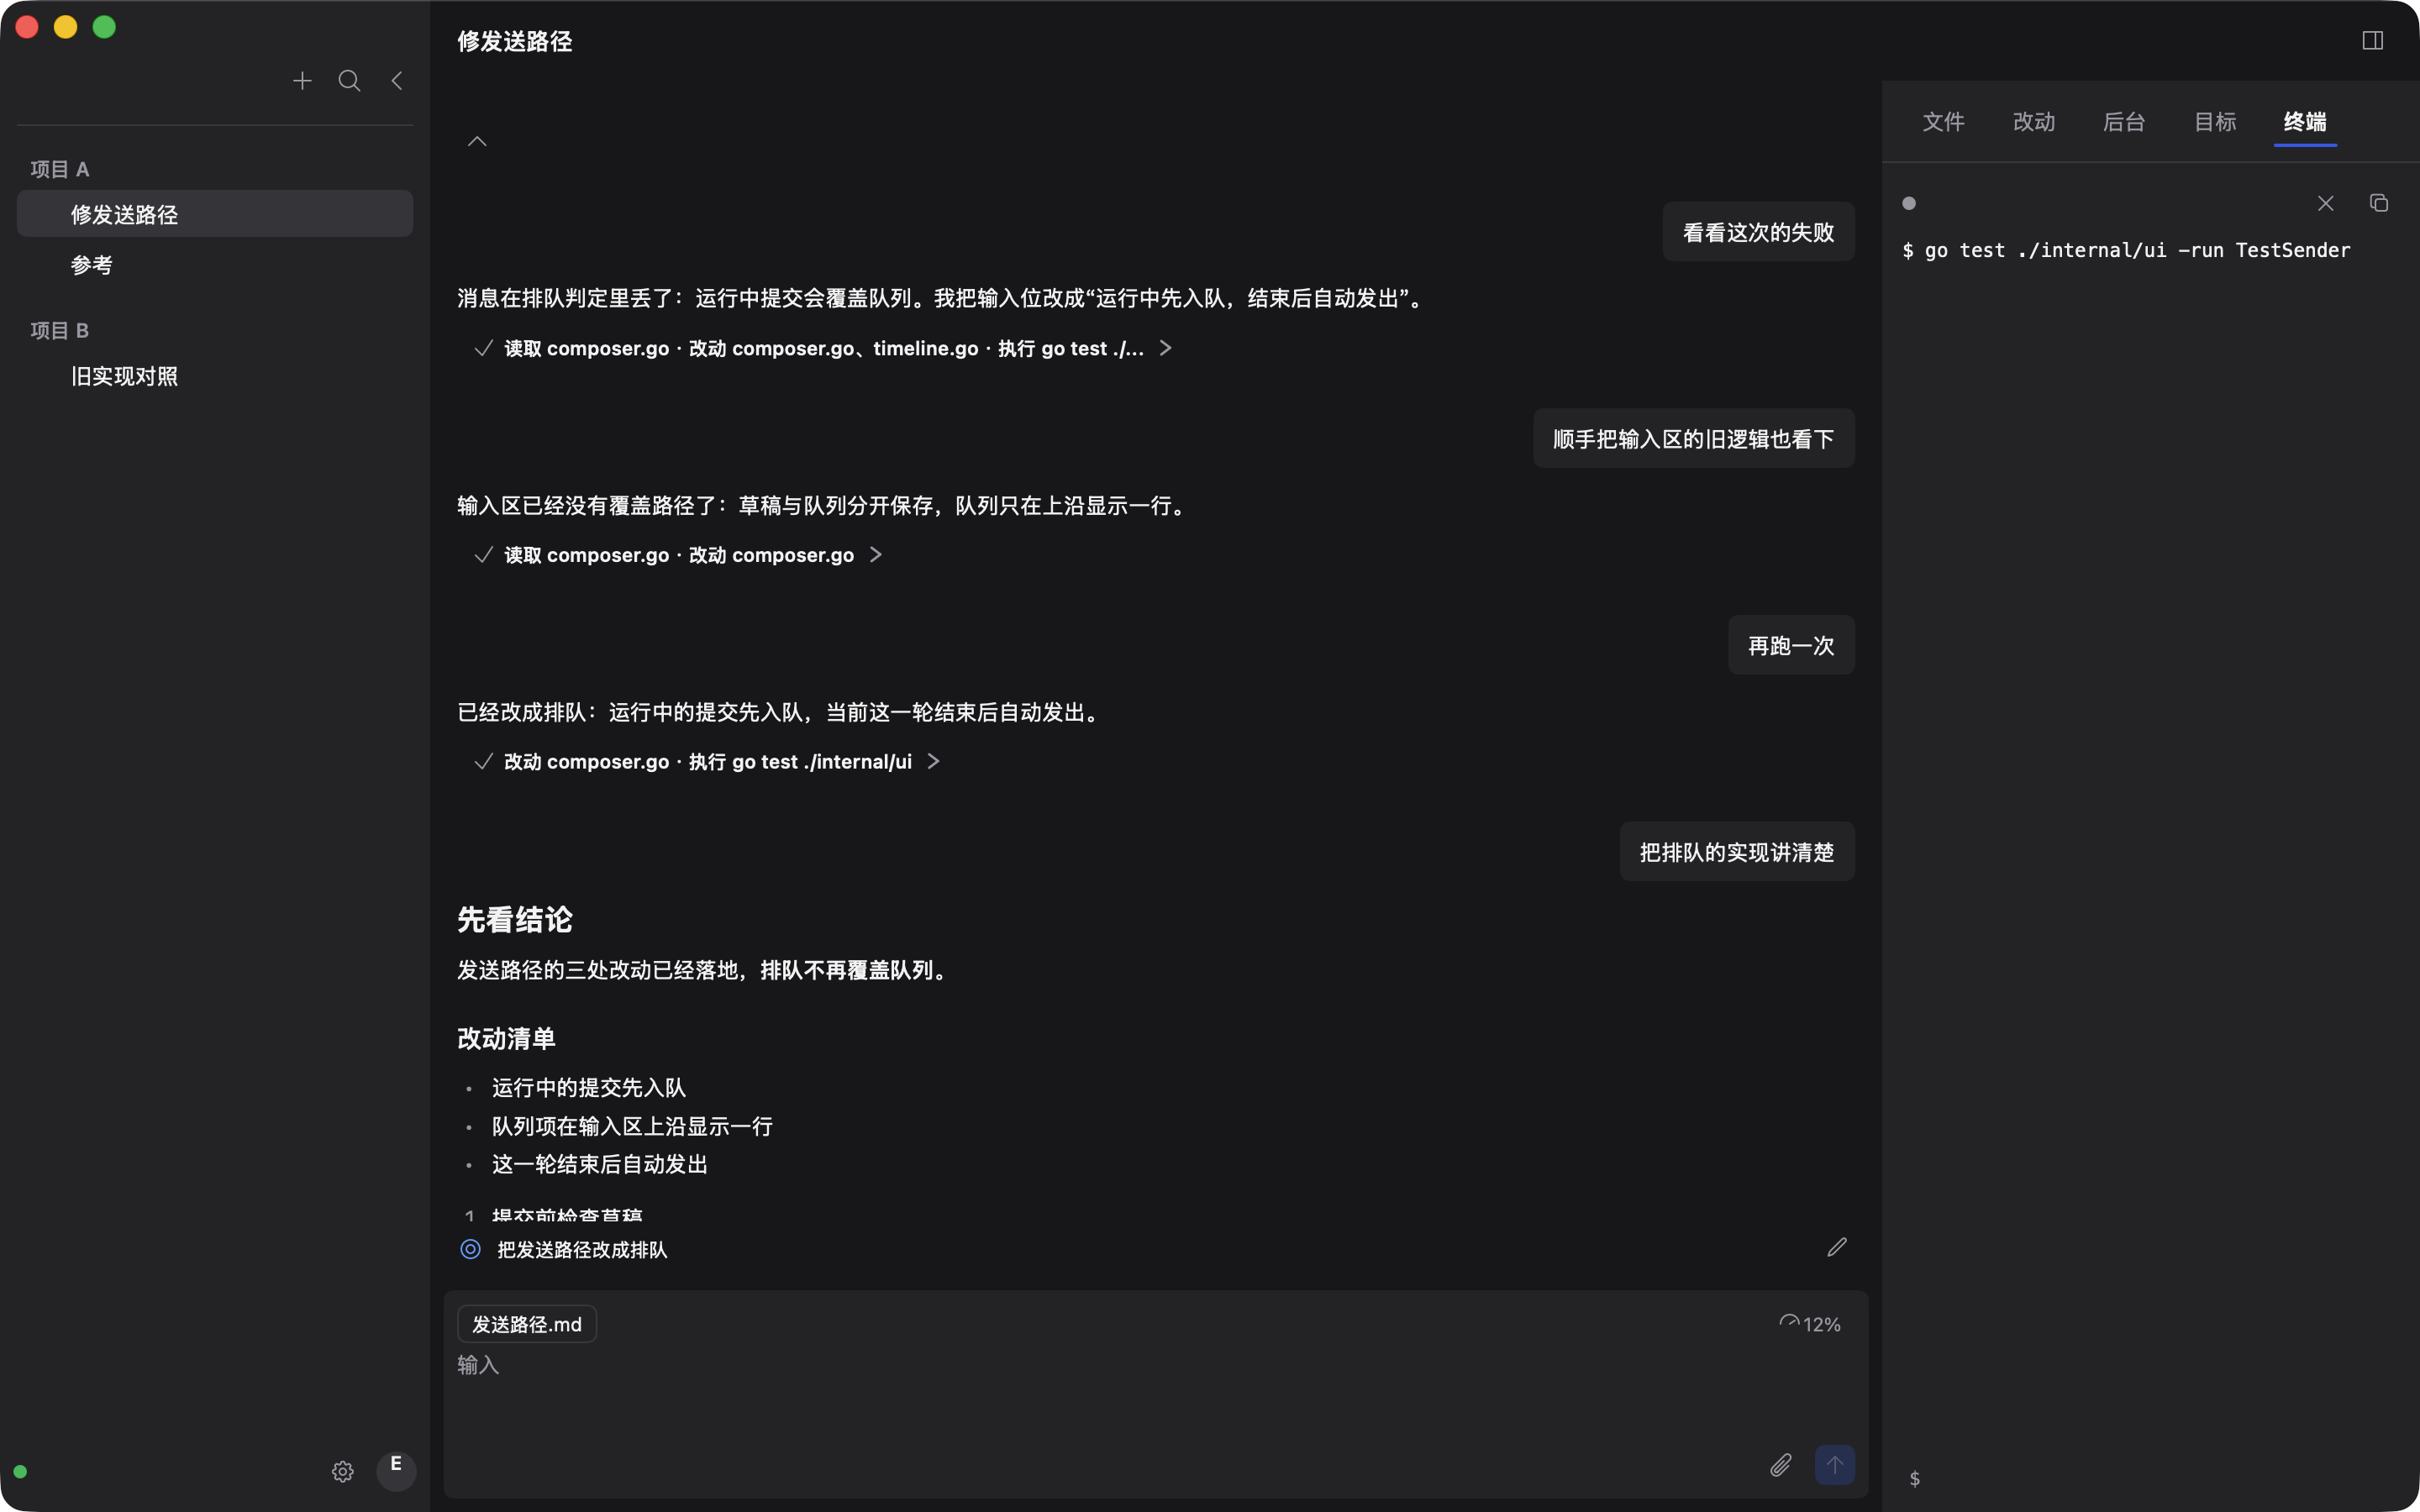 修发送路径
项目 A
修发送路径
参考
项目 B
旧实现对照
E
看看这次的失败
消息在排队判定里丢了：运行中提交会覆盖队列。我把输入位改成“运行中先入队，结束后自动发出”。
读取 composer.go · 改动 composer.go、timeline.go · 执行 go test ./...
顺手把输入区的旧逻辑也看下
输入区已经没有覆盖路径了：草稿与队列分开保存，队列只在上沿显示一行。
读取 composer.go · 改动 composer.go
再跑一次
已经改成排队：运行中的提交先入队，当前这一轮结束后自动发出。
改动 composer.go · 执行 go test ./internal/ui
把排队的实现讲清楚
先看结论
发送路径的三处改动已经落地，排队不再覆盖队列。
改动清单
• 运行中的提交先入队
• 队列项在输入区上沿显示一行
• 这一轮结束后自动发出
1 提交前检查草稿
把发送路径改成排队
发送路径.md
12%
输入
文件 改动 后台 目标 终端
$ go test ./internal/ui -run TestSender
$